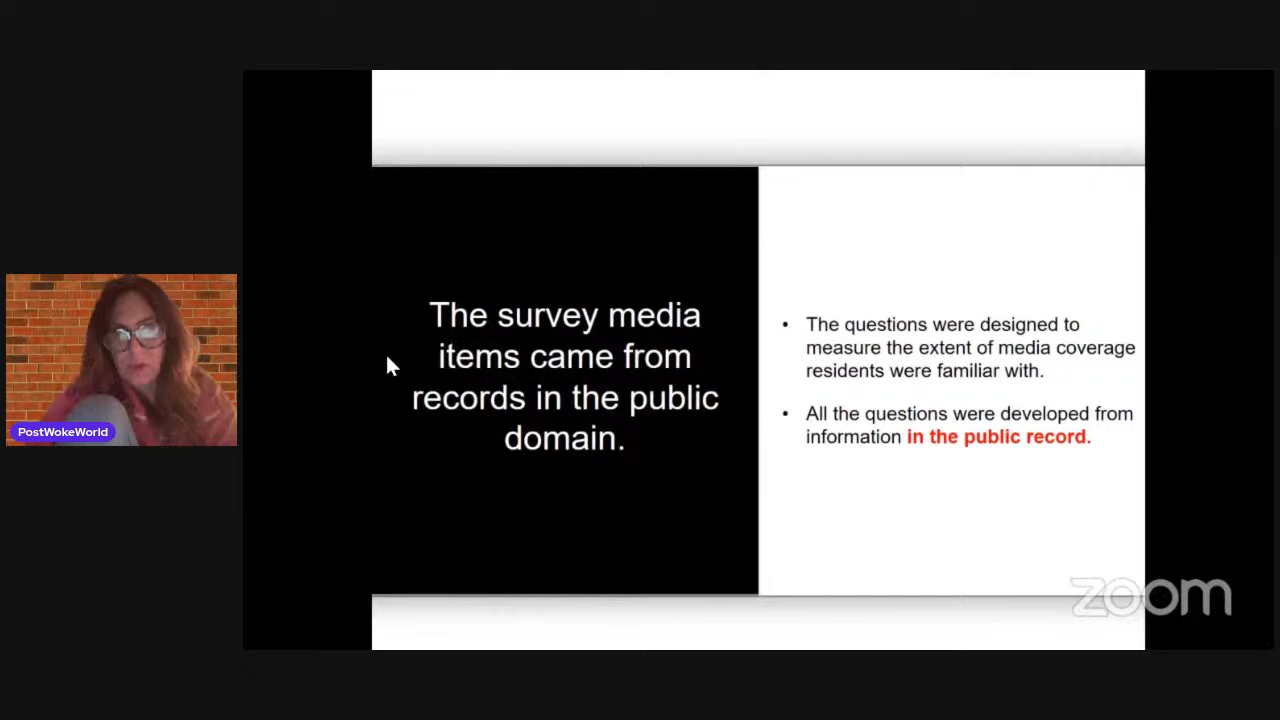 The survey media
items came from
records in the public
domain.
• The questions were designed to
measure the extent of media coverage
residents were familiar with.
• All the questions were developed from
information in the public record.
PostWokeWorld
zoom